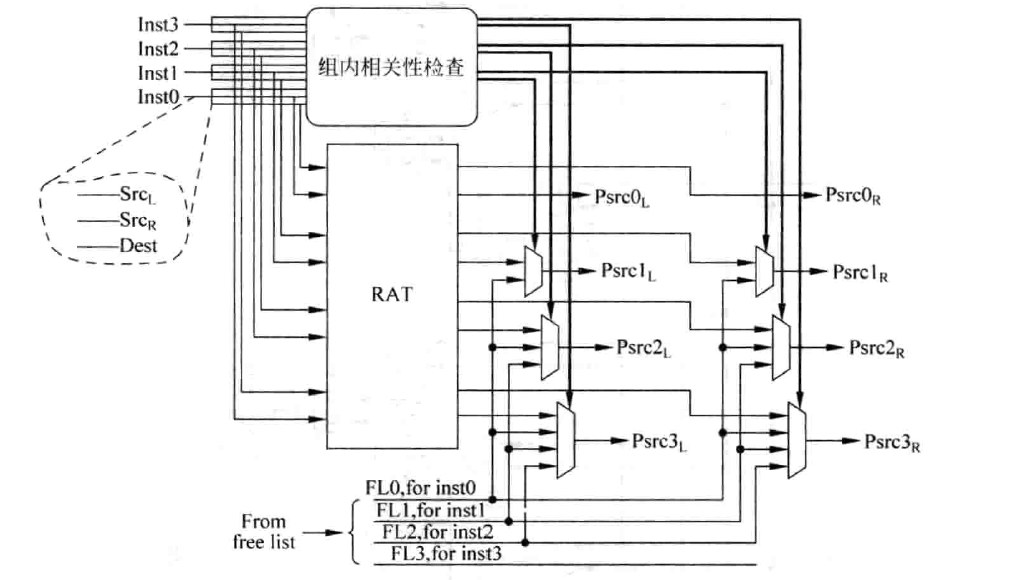 Inst3
Inst2
Inst1
Inst0
组内相关性检查
Src_L
Src_R
Dest
RAT
Psrc0_L
Psrc0_R
Psrc1_L
Psrc1_R
Psrc2_L
Psrc2_R
Psrc3_L
Psrc3_R
From
free list
FL0,for inst0
FL1,for inst1
FL2,for inst2
FL3,for inst3